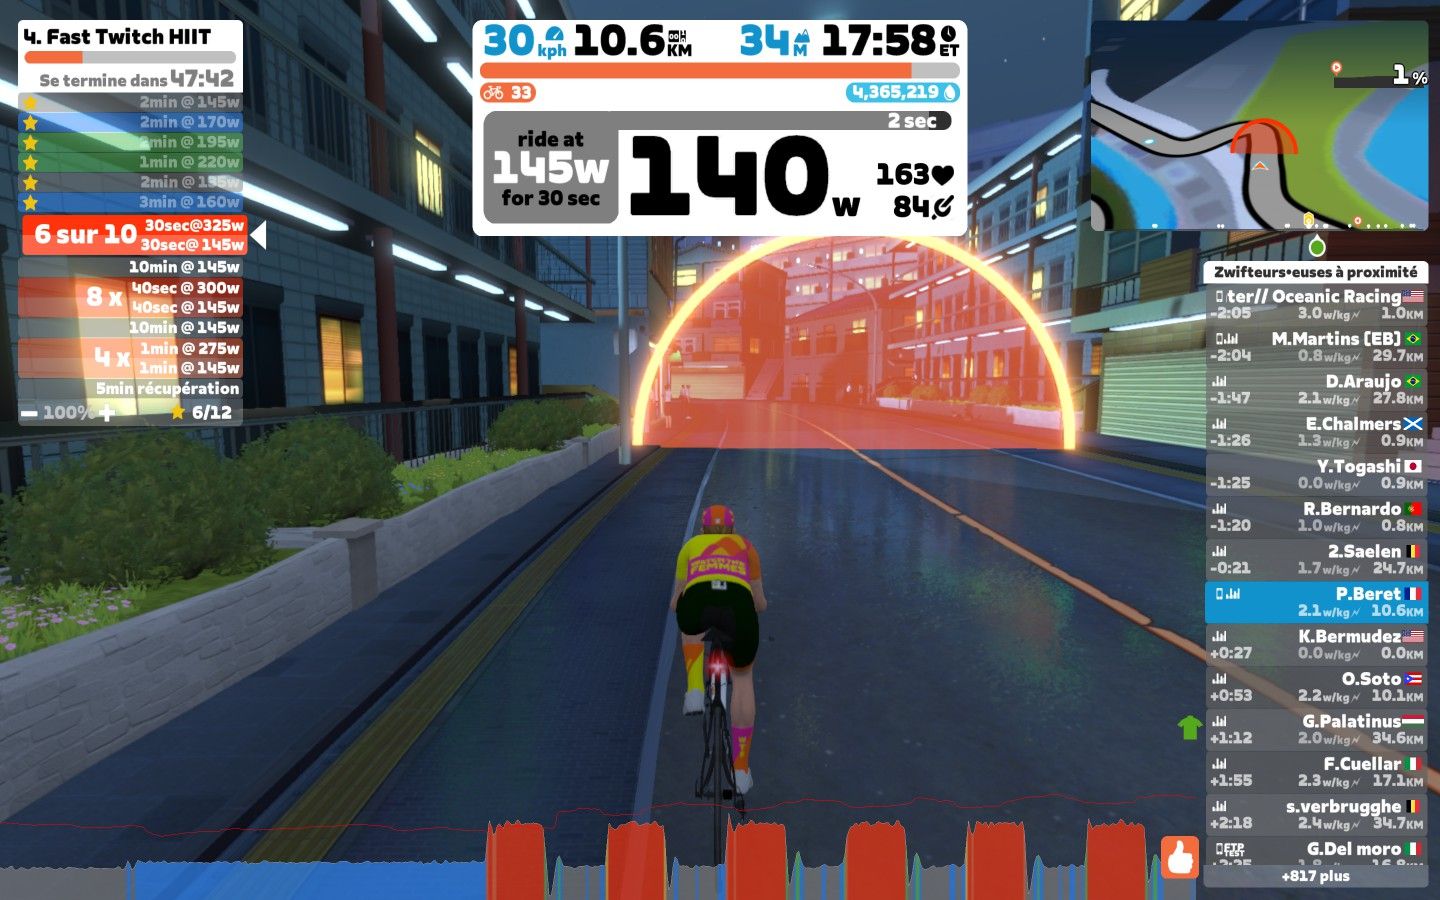 4. Fast Twitch HIIT
Se termine dans 47:42
2min @ 145w
2min @ 170w
2min @ 195w
1min @ 220w
2min @ 135w
3min @ 160w
6 sur 10 30sec@325w
30sec@ 145w
10min @ 145w
8 x 40sec @ 300w
40sec @ 145w
10min @ 145w
4 x 1min @ 275w
1min @ 145w
5min récupération
100% 6/12
30 kph 10.6 KM 34 M 17:58 ET
33 4,365,219
2 sec
ride at
145w
for 30 sec
140 w
163
84
1 %
Zwifteurs•euses à proximité
ter// Oceanic Racing
-2:05 3.0 w/kg 1.0KM
M.Martins (EB)
-2:04 0.8 w/kg 29.7KM
D.Araujo
-1:47 2.1 w/kg 27.8KM
E.Chalmers
-1:26 1.3 w/kg 0.9KM
Y.Togashi
-1:25 0.0 w/kg 0.9KM
R.Bernardo
-1:20 1.0 w/kg 0.8KM
2.Saelen
-0:21 1.7 w/kg 24.7KM
P.Beret
2.1 w/kg 10.6KM
K.Bermudez
+0:27 0.0 w/kg 0.0KM
O.Soto
+0:53 2.2 w/kg 10.1KM
G.Palatinus
+1:12 2.0 w/kg 34.6KM
F.Cuellar
+1:55 2.3 w/kg 17.1KM
s.verbrugghe
+2:18 2.4 w/kg 34.7KM
FTP TEST G.Del moro
+817 plus
FEMMES